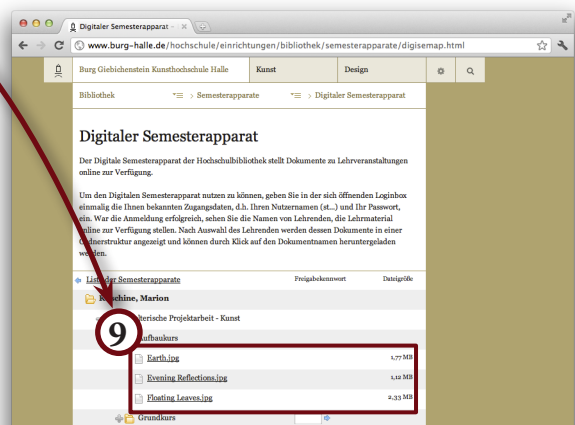 Digitaler Semesterapparat -
www.burg-halle.de/hochschule/einrichtungen/bibliothek/semesterapparate/digisemap.html
Burg Giebichenstein Kunsthochschule Halle Kunst Design
Bibliothek > Semesterapparate > Digitaler Semesterapparat
Digitaler Semesterapparat
Der Digitale Semesterapparat der Hochschulbibliothek stellt Dokumente zu Lehrveranstaltungen
online zur Verfügung.
Um den Digitalen Semesterapparat nutzen zu können, geben Sie in der sich öffnenden Loginbox
einmalig die Ihnen bekannten Zugangsdaten, d.h. Ihren Nutzernamen (st...) und Ihr Passwort,
ein. War die Anmeldung erfolgreich, sehen Sie die Namen von Lehrenden, die Lehrmaterial
online zur Verfügung stellen. Nach Auswahl des Lehrenden werden dessen Dokumente in einer
Ordnerstruktur angezeigt und können durch Klick auf den Dokumentnamen heruntergeladen
werden.
Liste der Semesterapparate Freigabekennwort Dateigröße
Marion
Projektarbeit - Kunst
9
Aufbaukurs
Earth.jpg 1,77 MB
Evening Reflections.jpg 1,12 MB
Floating Leaves.jpg 2,33 MB
Grundkurs